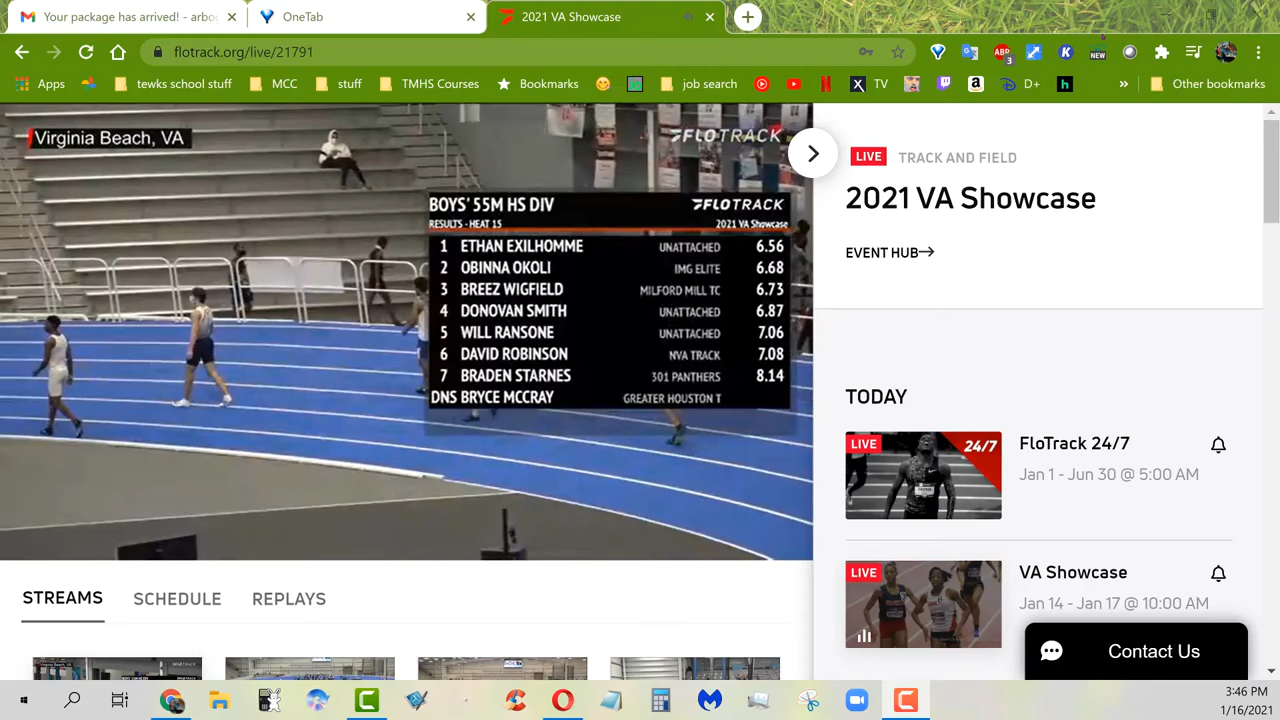 Your package has arrived! - arbo
OneTab
2021 VA Showcase
flotrack.org/live/21791
ABP
3
K
NEW
Apps
tewks school stuff
MCC
stuff
TMHS Courses
Bookmarks
job search
TV
a
D+
h
»
Other bookmarks
Virginia Beach, VA
FLOTRACK
BOYS' 55M HS DIV
FLOTRACK
RESULTS - HEAT 15
2021 VA Showcase
1 ETHAN EXILHOMME UNATTACHED 6.56
2 OBINNA OKOLI IMG ELITE 6.68
3 BREEZ WIGFIELD MILFORD MILL TC 6.73
4 DONOVAN SMITH UNATTACHED 6.87
5 WILL RANSONE UNATTACHED 7.06
6 DAVID ROBINSON NVA TRACK 7.08
7 BRADEN STARNES 301 PANTHERS 8.14
DNS BRYCE MCCRAY GREATER HOUSTON T
LIVE TRACK AND FIELD
2021 VA Showcase
EVENT HUB→
TODAY
LIVE
24/7
FloTrack 24/7
Jan 1 - Jun 30 @ 5:00 AM
LIVE
VA Showcase
Jan 14 - Jan 17 @ 10:00 AM
Contact Us
STREAMS
SCHEDULE
REPLAYS
3:46 PM
1/16/2021